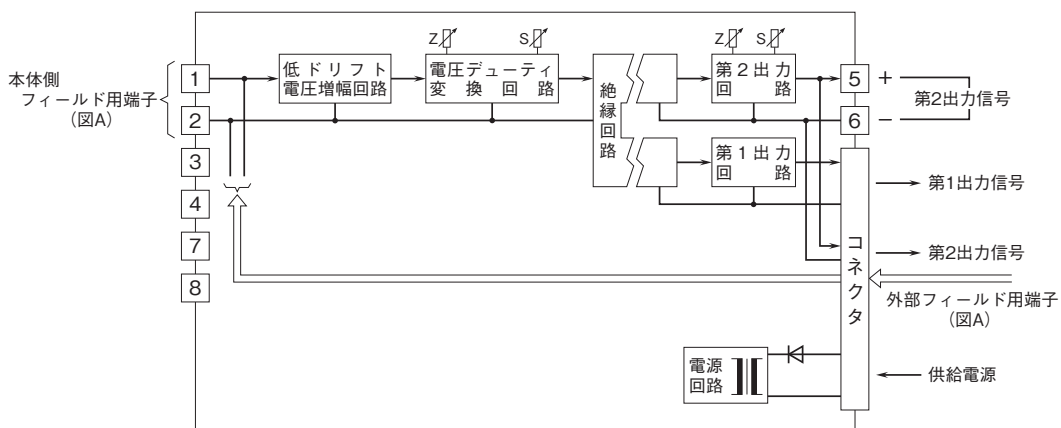 本体側
フィールド用端子
(図A)
1
2
3
4
7
8
低ドリフト
電圧増幅回路
Z
S
電圧デューティ
変換回路
絶縁回路
Z
S
第2出力
回路
第1出力
回路
5
6
+
−
第2出力信号
コネクタ
第1出力信号
第2出力信号
外部フィールド用端子
(図A)
電源
回路
供給電源